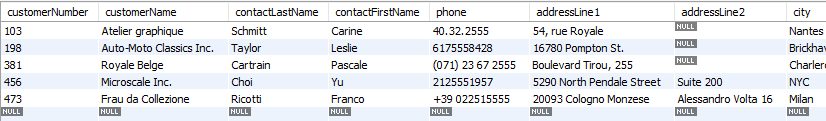 customerNumber customerName contactLastName contactFirstName phone addressLine1 addressLine2 city
103 Atelier graphique Schmitt Carine 40.32.2555 54, rue Royale NULL Nantes
198 Auto-Moto Classics Inc. Taylor Leslie 6175558428 16780 Pompton St. NULL Brickhav
381 Royale Belge Cartrain Pascale (071) 23 67 2555 Boulevard Tirou, 255 NULL Charlero
456 Microscale Inc. Choi Yu 2125551957 5290 North Pendale Street Suite 200 NYC
473 Frau da Collezione Ricotti Franco +39 022515555 20093 Cologno Monzese Alessandro Volta 16 Milan
NULL NULL NULL NULL NULL NULL NULL NULL